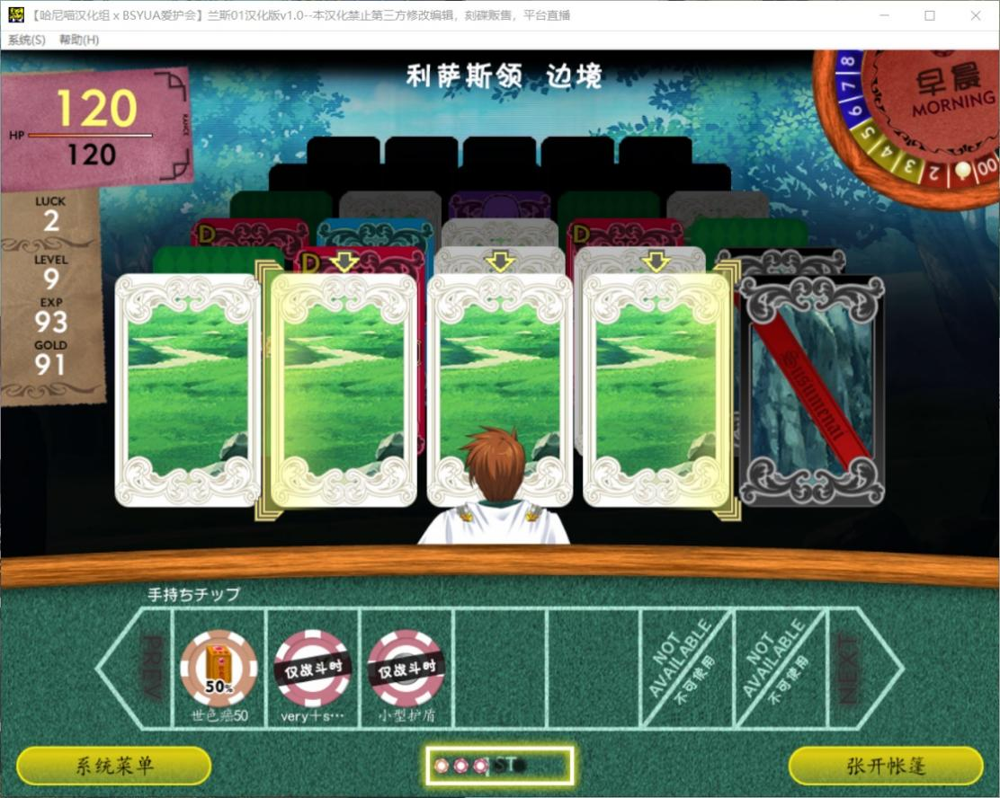 【哈尼喵汉化组 x BSYUA爱护会】兰斯01汉化版v1.0--本汉化禁止第三方修改编辑，刻碟贩售，平台直播
系统(S) 帮助(H)
利萨斯领 边境
120
HP
120
RANCE
LUCK
2
LEVEL
9
EXP
93
GOLD
91
早晨
MORNING
8
7
6
5
4
3
2
00
D
D
D
手持ちチップ
PREV
50%
世色癌50
仅战斗时
very＋s…
仅战斗时
小型护盾
NOT
AVAILABLE
不可使用
NOT
AVAILABLE
不可使用
NEXT
系统菜单
张开帐篷